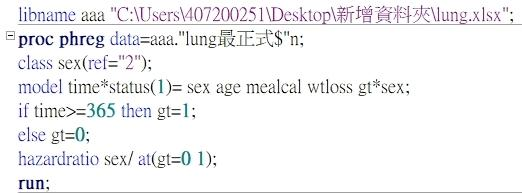 libname aaa "C:\Users\407200251\Desktop\新增資料夾\lung.xlsx";
proc phreg data=aaa."lung最正式$"n;
class sex(ref="2");
model time*status(1)= sex age mealcal wtloss gt*sex;
if time>=365 then gt=1;
else gt=0;
hazardratio sex/ at(gt=0 1);
run;